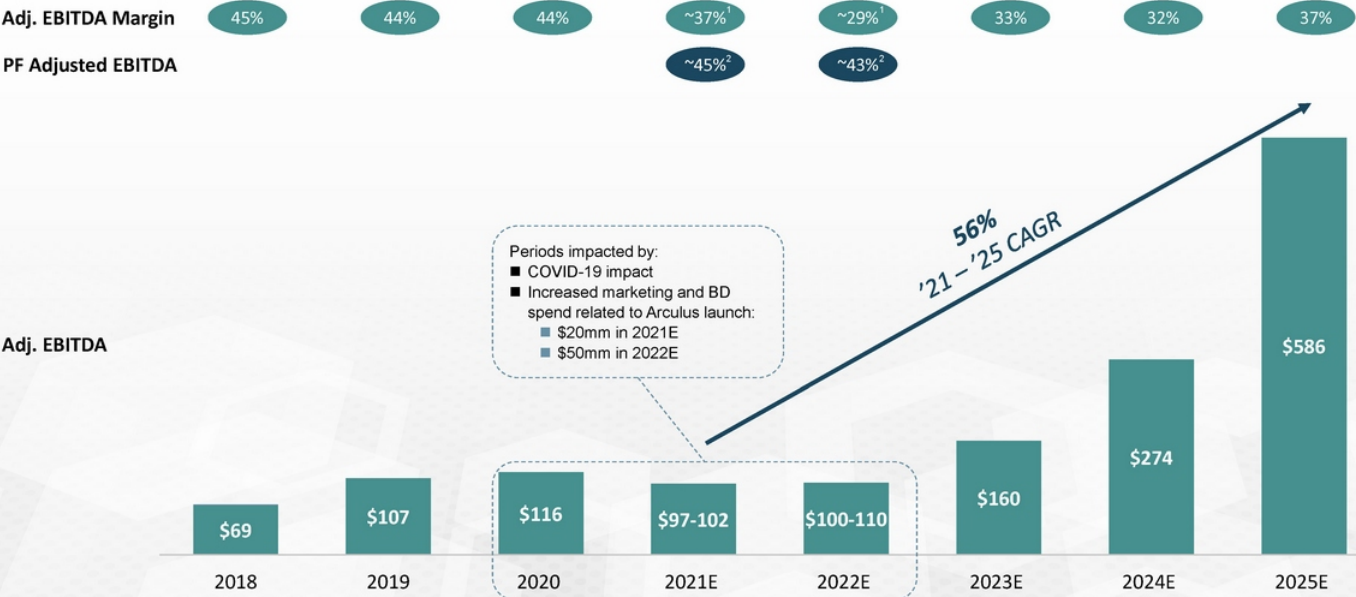 Adj. EBITDA Margin 45% 44% 44% ~37%¹ ~29%¹ 33% 32% 37%
PF Adjusted EBITDA ~45%² ~43%²
56%
'21 – '25 CAGR
Periods impacted by:
■ COVID-19 impact
■ Increased marketing and BD
spend related to Arculus launch:
■ $20mm in 2021E
■ $50mm in 2022E
Adj. EBITDA
$69 $107 $116 $97-102 $100-110 $160 $274 $586
2018 2019 2020 2021E 2022E 2023E 2024E 2025E